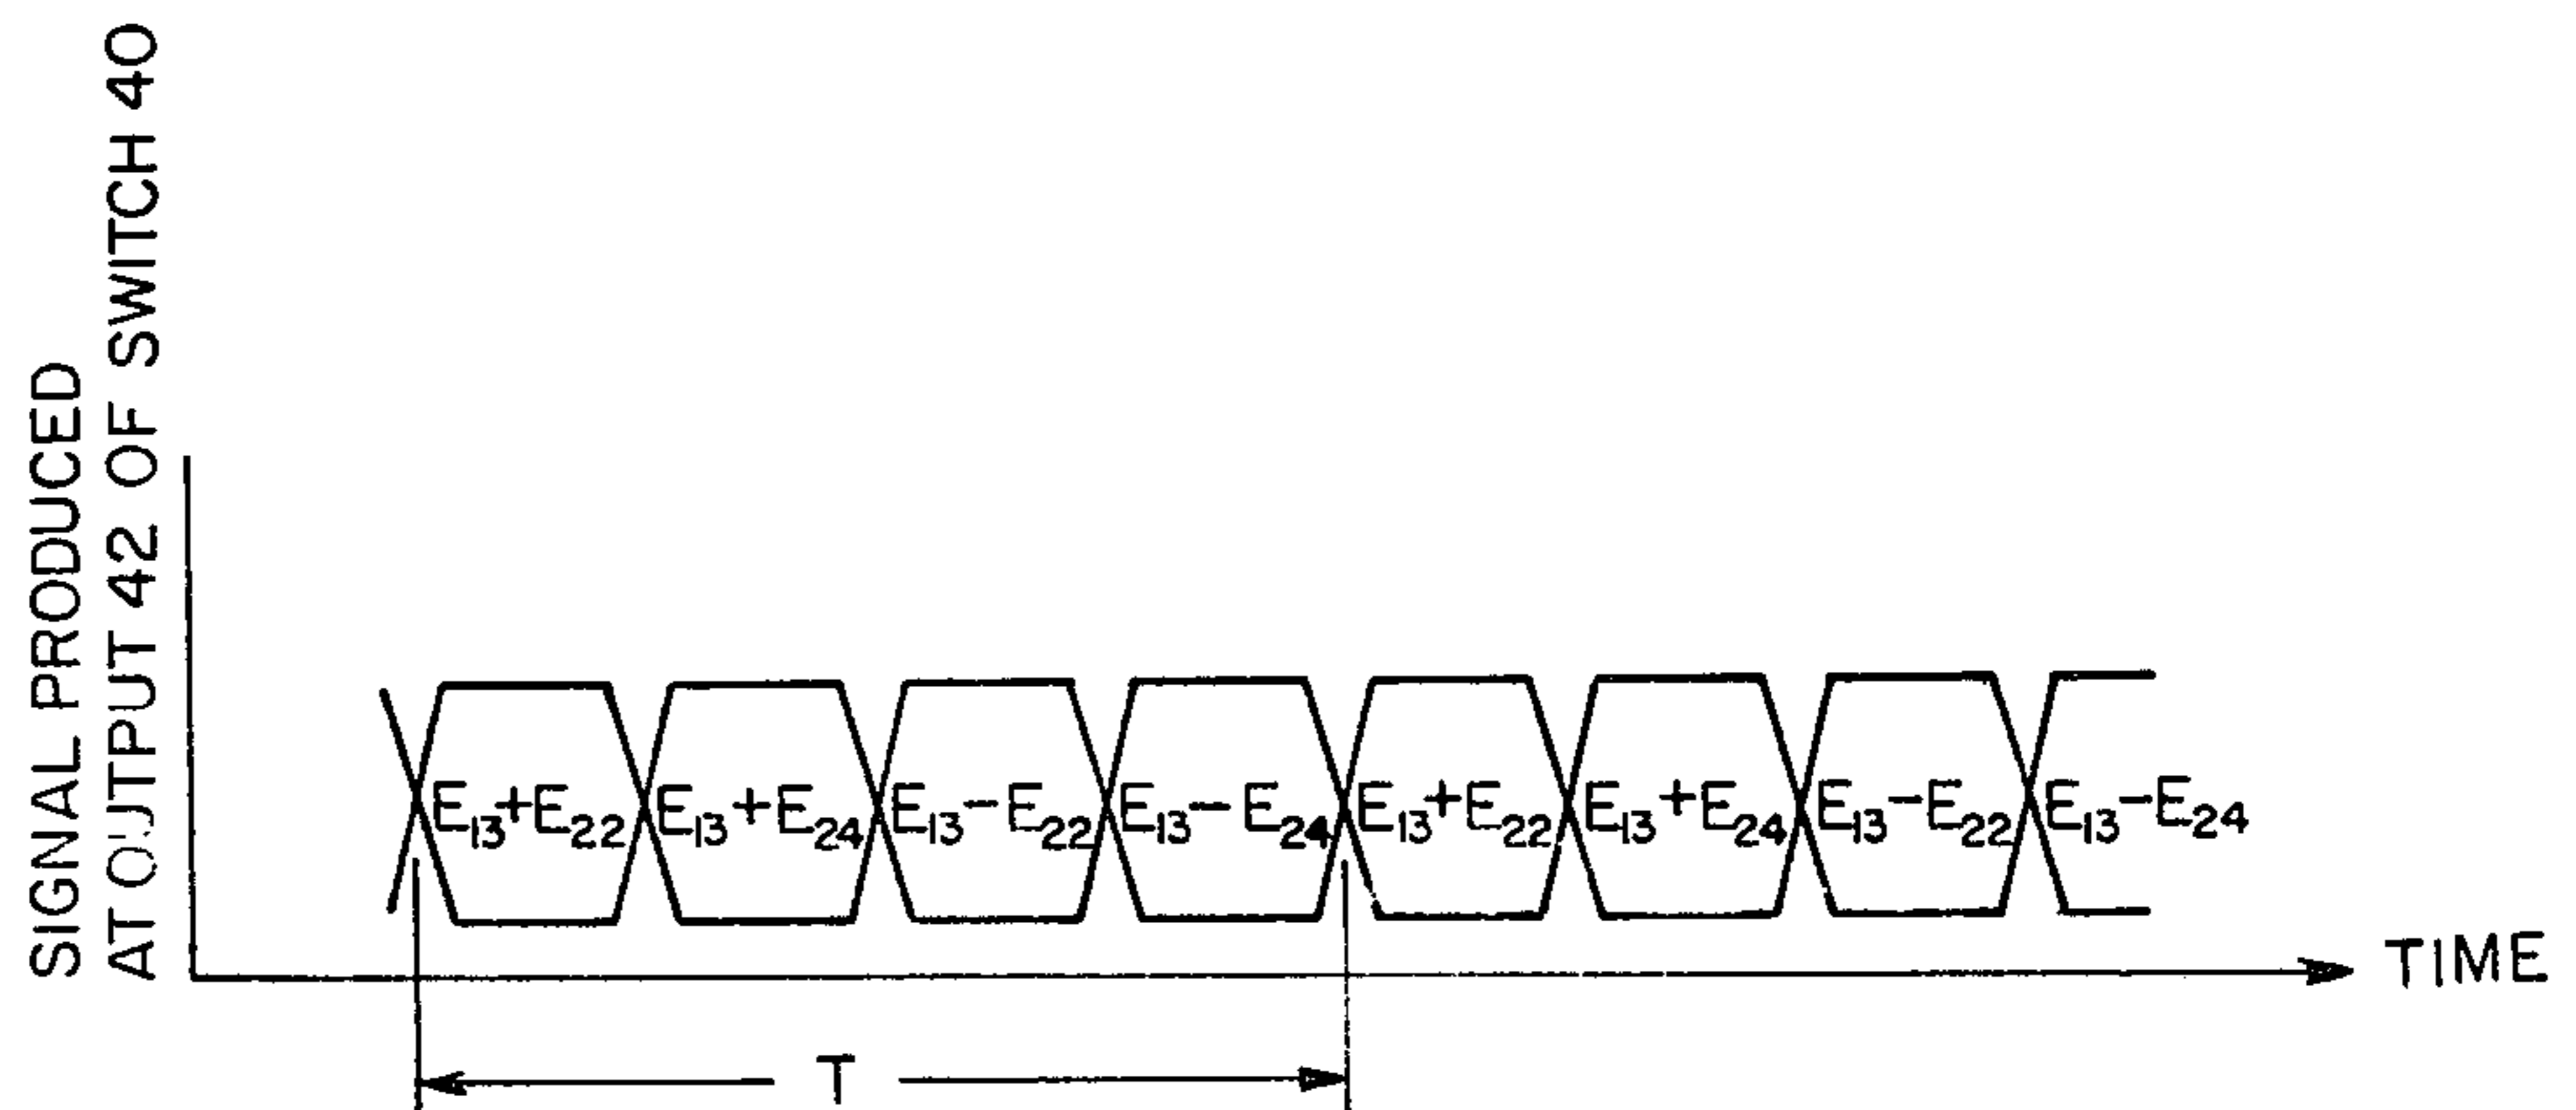 SIGNAL PRODUCED
AT OUTPUT 42 OF SWITCH 40
E₁₃+E₂₂ E₁₃+E₂₄ E₁₃−E₂₂ E₁₃−E₂₄ E₁₃+E₂₂ E₁₃+E₂₄ E₁₃−E₂₂ E₁₃−E₂₄
TIME
T